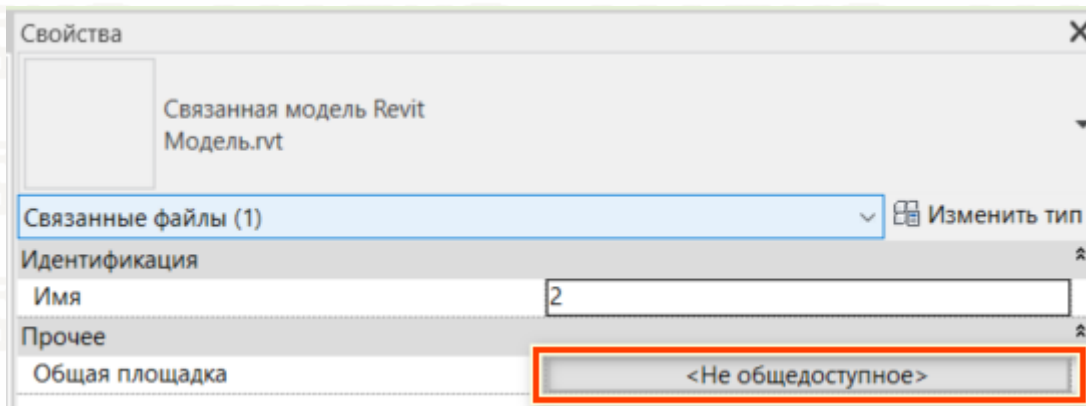 Свойства
Связанная модель Revit
Модель.rvt
Связанные файлы (1)
Изменить тип
Идентификация
Имя 2
Прочее
Общая площадка <Не общедоступное>